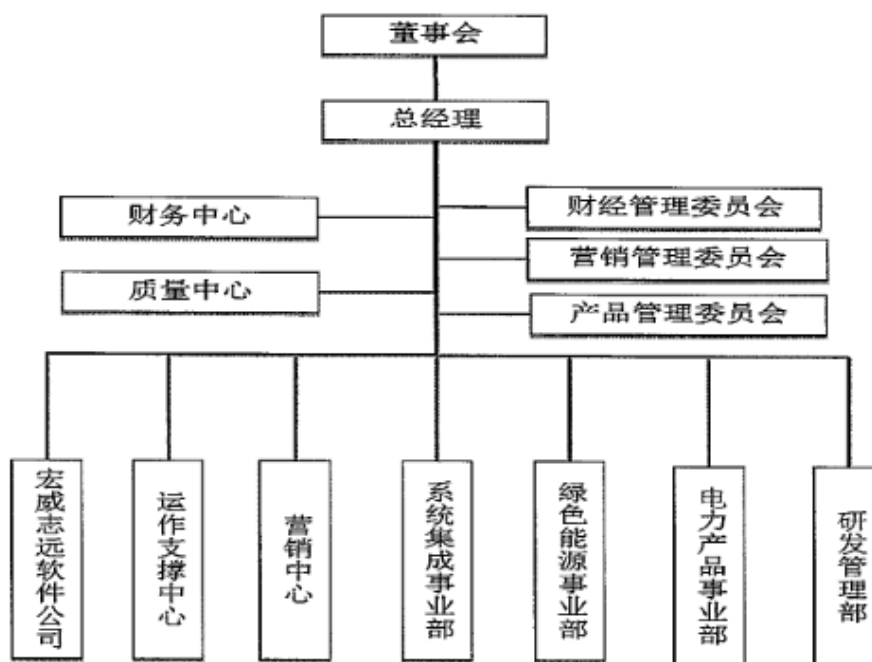 董事会
总经理
财务中心
财经管理委员会
营销管理委员会
质量中心
产品管理委员会
宏威志远软件公司
运作支撑中心
营销中心
系统集成事业部
绿色能源事业部
电力产品事业部
研发管理部